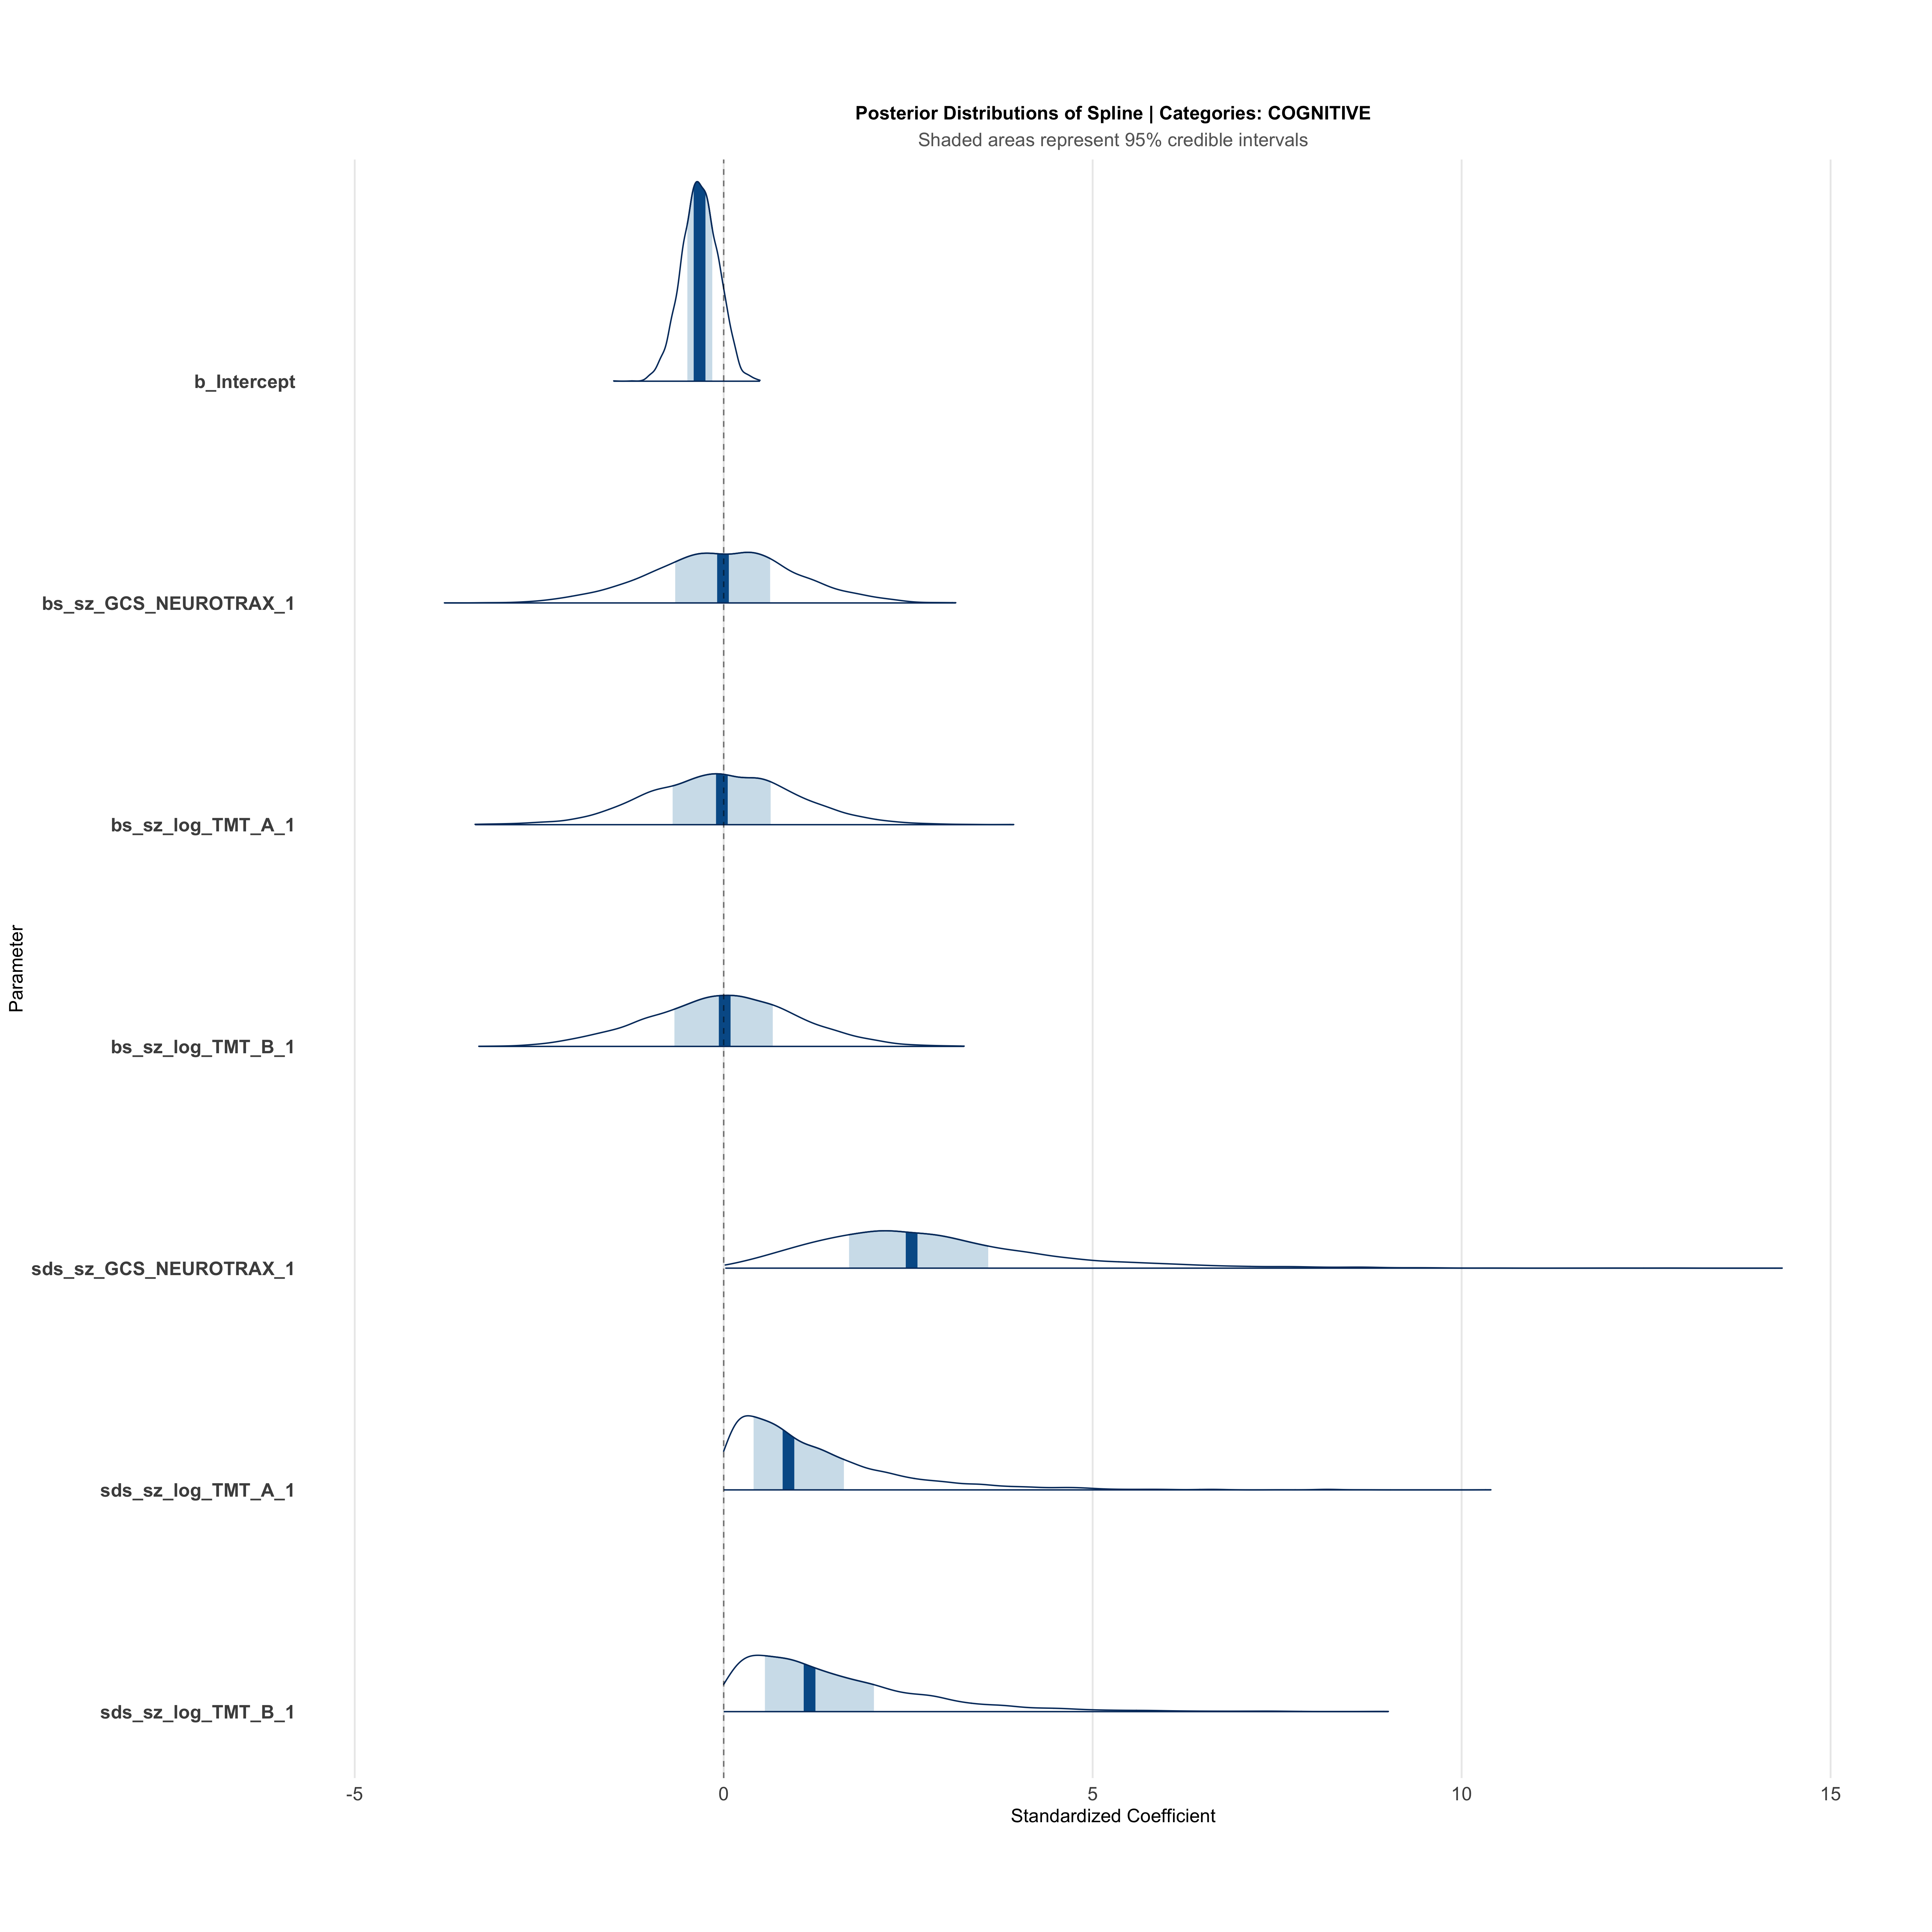 Posterior Distributions of Spline | Categories: COGNITIVE
Shaded areas represent 95% credible intervals
b_Intercept
bs_sz_GCS_NEUROTRAX_1
bs_sz_log_TMT_A_1
Parameter
bs_sz_log_TMT_B_1
sds_sz_GCS_NEUROTRAX_1
sds_sz_log_TMT_A_1
sds_sz_log_TMT_B_1
-5 0 5 10 15
Standardized Coefficient